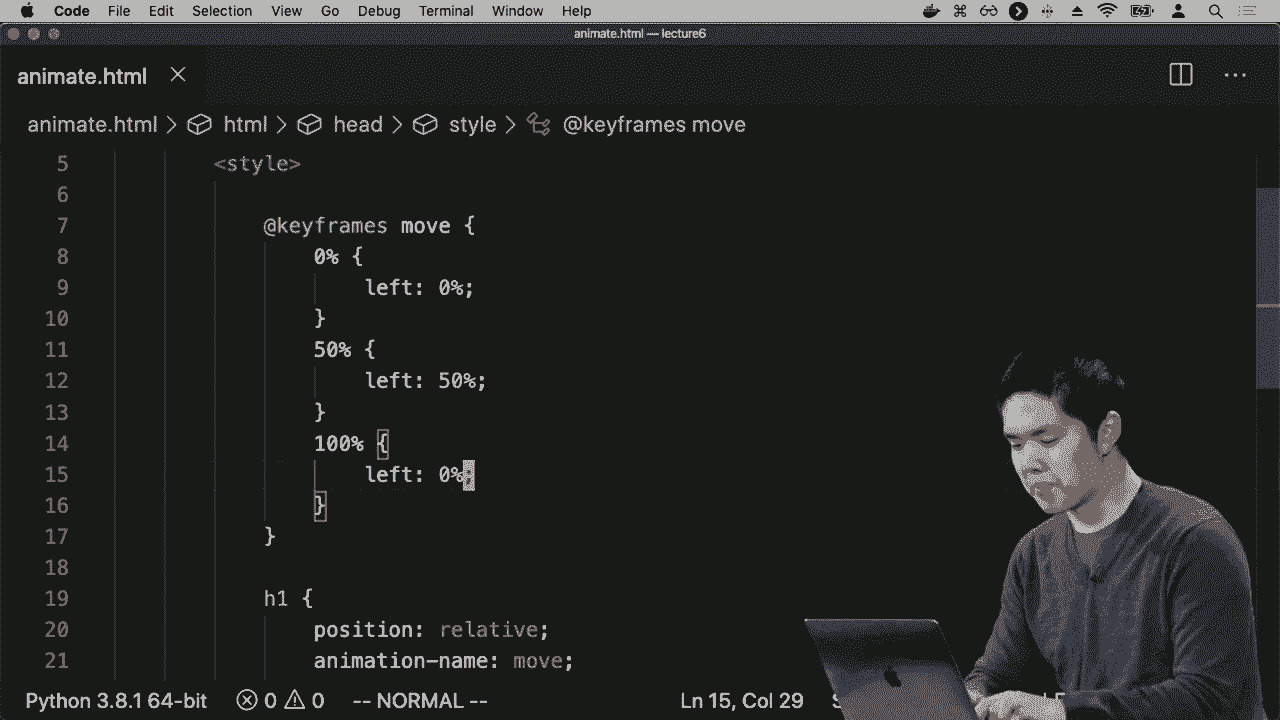 Code File Edit Selection View Go Debug Terminal Window Help
animate.html — lecture6
animate.html
animate.html > html > head > style > @keyframes move
5 <style>
6
7 @keyframes move {
8 0% {
9 left: 0%;
10 }
11 50% {
12 left: 50%;
13 }
14 100% {
15 left: 0%;
16 }
17 }
18
19 h1 {
20 position: relative;
21 animation-name: move;
Python 3.8.1 64-bit 0 0 -- NORMAL -- Ln 15, Col 29